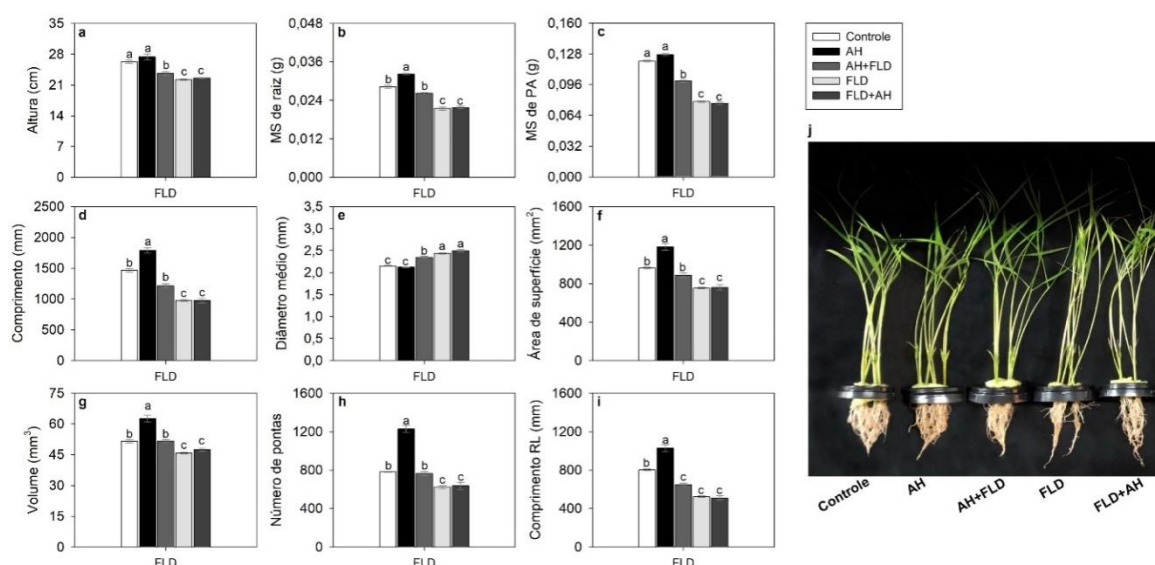 a
Altura (cm)
35
28
21
14
7
0
a
a
b
c
c
FLD
b
MS de raiz (g)
0,048
0,036
0,024
0,012
0,000
b
a
b
c
c
FLD
c
MS de PA (g)
0,160
0,128
0,096
0,064
0,032
0,000
a
a
b
c
c
FLD
Controle
AH
AH+FLD
FLD
FLD+AH
d
Comprimento (mm)
2500
2000
1500
1000
500
0
b
a
b
c
c
FLD
e
Diâmetro médio (mm)
3,5
3,0
2,5
2,0
1,5
1,0
0,5
0,0
c
c
b
a
a
FLD
f
Área de superfície (mm²)
1600
1200
800
400
0
b
a
b
c
c
FLD
g
Volume (mm³)
75
60
45
30
15
0
b
a
b
c
c
FLD
h
Número de pontas
1600
1200
800
400
0
b
a
b
c
c
FLD
i
Comprimento RL (mm)
1600
1200
800
400
0
b
a
c
c
c
FLD
j
Controle
AH
AH+FLD
FLD
FLD+AH